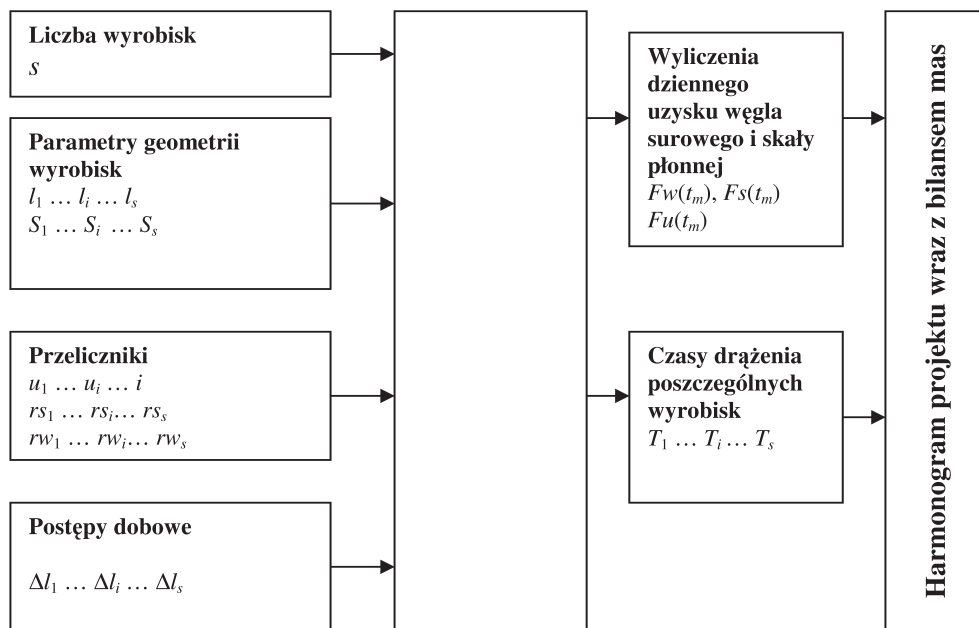 Liczba wyrobisk
s
Parametry geometrii
wyrobisk
l₁ … lᵢ … lₛ
S₁ … Sᵢ … Sₛ
Przeliczniki
u₁ … uᵢ … i
rs₁ … rsᵢ… rsₛ
rw₁ … rwᵢ… rwₛ
Postępy dobowe
Δl₁ … Δlᵢ … Δlₛ
Wyliczenia
dziennego
uzysku węgla
surowego i skały
płonnej
Fw(tₘ), Fs(tₘ)
Fu(tₘ)
Czasy drążenia
poszczególnych
wyrobisk
T₁ … Tᵢ … Tₛ
Harmonogram projektu wraz z bilansem mas